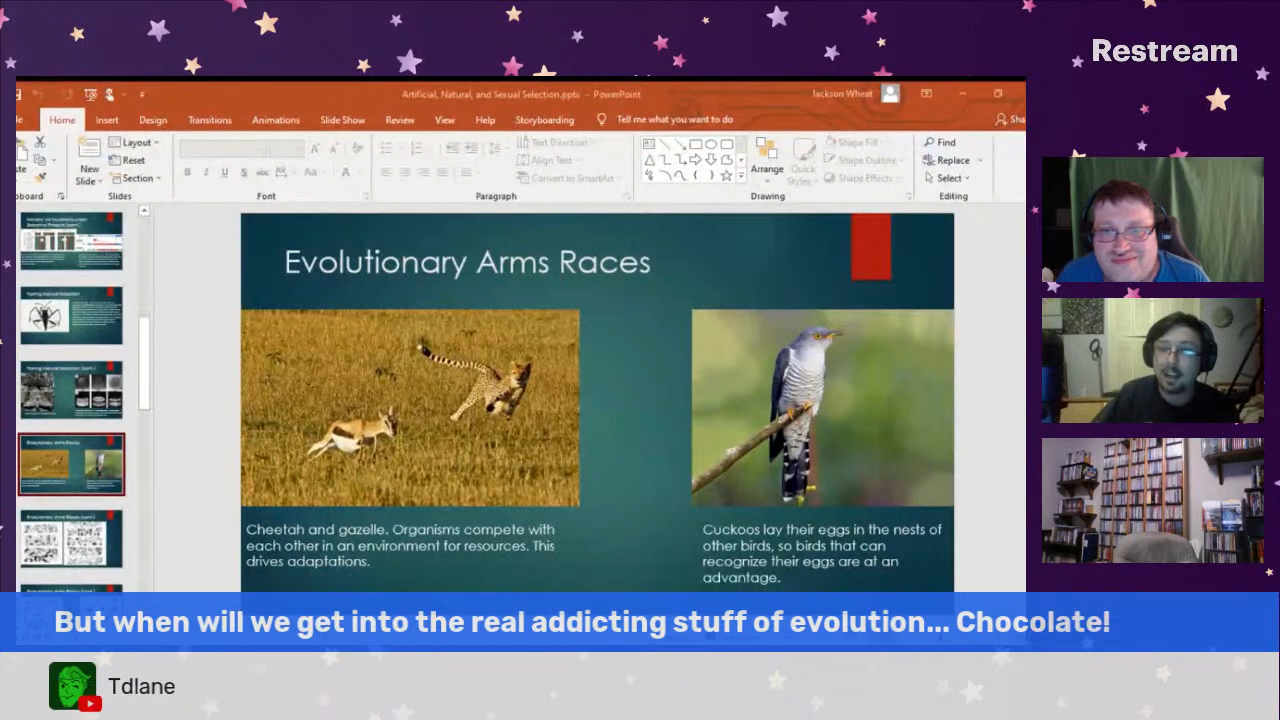 Restream
Artificial, Natural, and Sexual Selection.pptx - PowerPoint
Jackson Wheat
Home Insert Design Transitions Animations Slide Show Review View Help Storyboarding Tell me what you want to do Sha
New Slide
Layout
Reset
Section
Text Direction
Align Text
Convert to SmartArt
Arrange
Quick Styles
Shape Fill
Shape Outline
Shape Effects
Find
Replace
Select
board Slides Font Paragraph Drawing Editing
Evolutionary Arms Races
Cheetah and gazelle. Organisms compete with
each other in an environment for resources. This
drives adaptations.
Cuckoos lay their eggs in the nests of
other birds, so birds that can
recognize their eggs are at an
advantage.
But when will we get into the real addicting stuff of evolution... Chocolate!
Tdlane